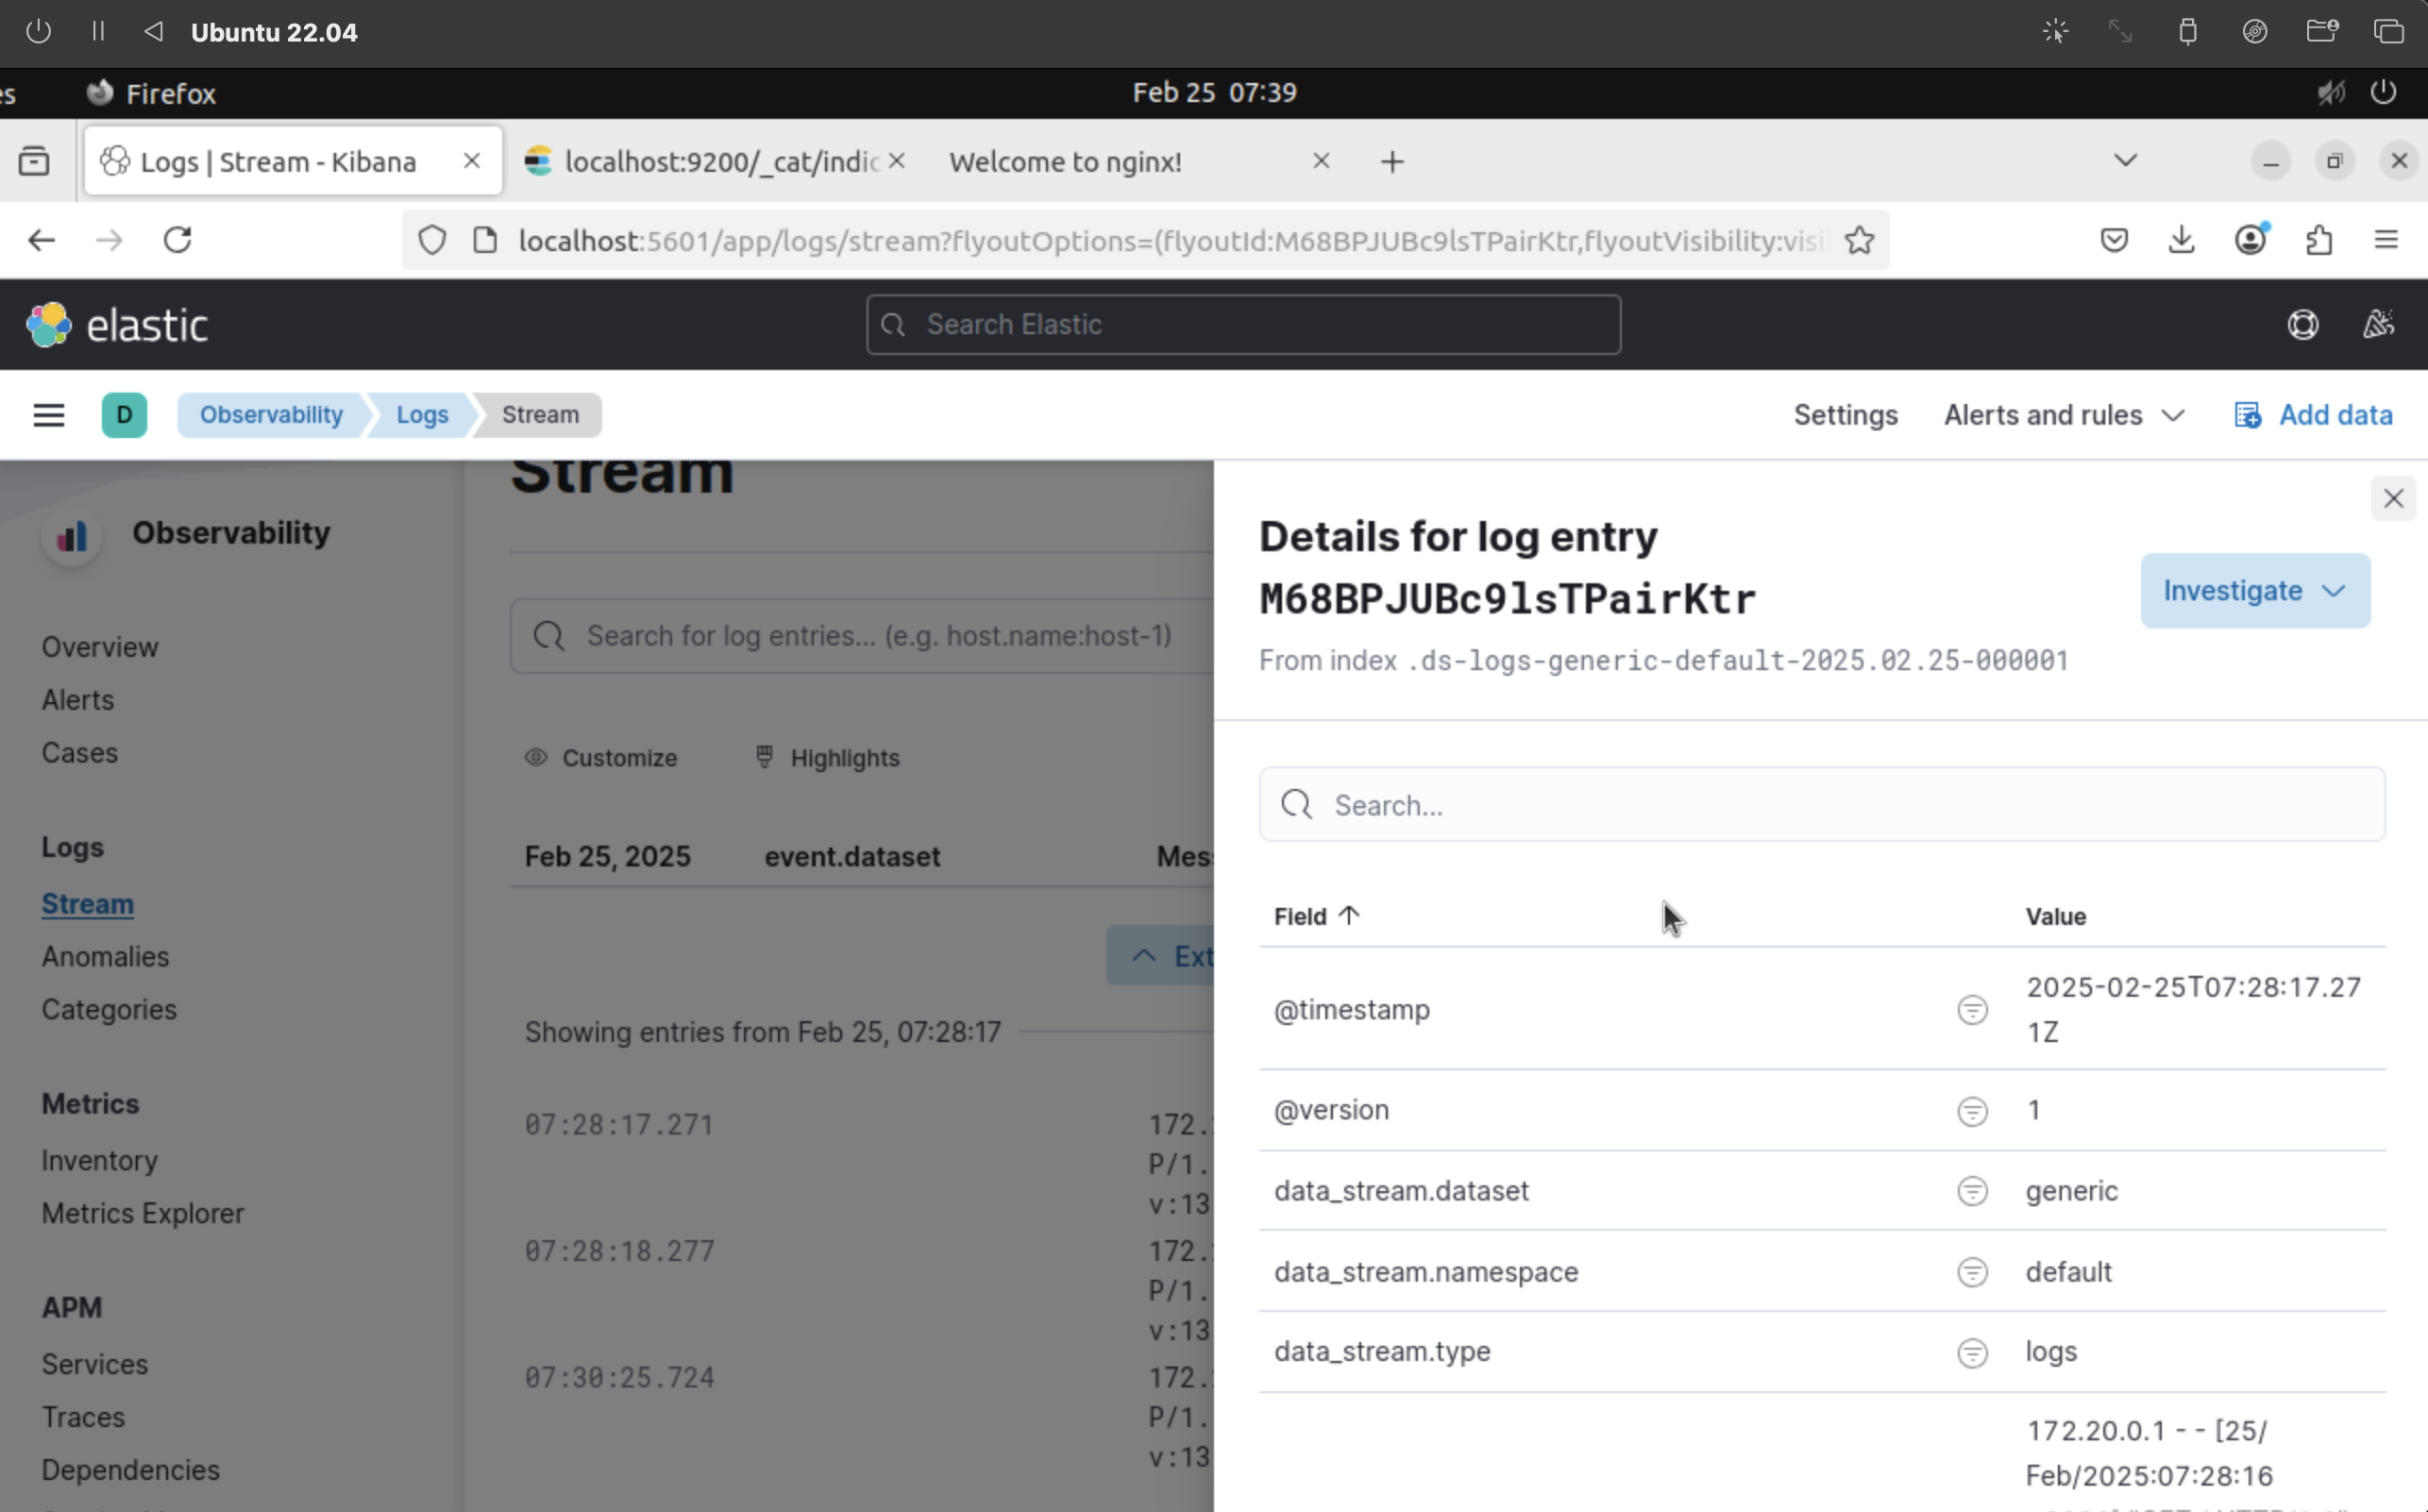 Ubuntu 22.04
es
Firefox
Feb 25 07:39
Logs | Stream - Kibana
localhost:9200/_cat/indic
Welcome to nginx!
localhost:5601/app/logs/stream?flyoutOptions=(flyoutId:M68BPJUBc9lsTPairKtr,flyoutVisibility:visi
elastic
Search Elastic
D
Observability
Logs
Stream
Settings
Alerts and rules
Add data
Observability
Overview
Alerts
Cases
Logs
Stream
Anomalies
Categories
Metrics
Inventory
Metrics Explorer
APM
Services
Traces
Dependencies
Stream
Search for log entries... (e.g. host.name:host-1)
Customize
Highlights
Feb 25, 2025
event.dataset
Mess
Ext
Showing entries from Feb 25, 07:28:17
07:28:17.271
172.
P/1.
v:13
07:28:18.277
172.
P/1.
v:13
07:30:25.724
172.
P/1.
v:13
Details for log entry
M68BPJUBc9lsTPairKtr
From index .ds-logs-generic-default-2025.02.25-000001
Investigate
Search...
Field
Value
@timestamp
2025-02-25T07:28:17.27
1Z
@version
1
data_stream.dataset
generic
data_stream.namespace
default
data_stream.type
logs
172.20.0.1 - - [25/
Feb/2025:07:28:16